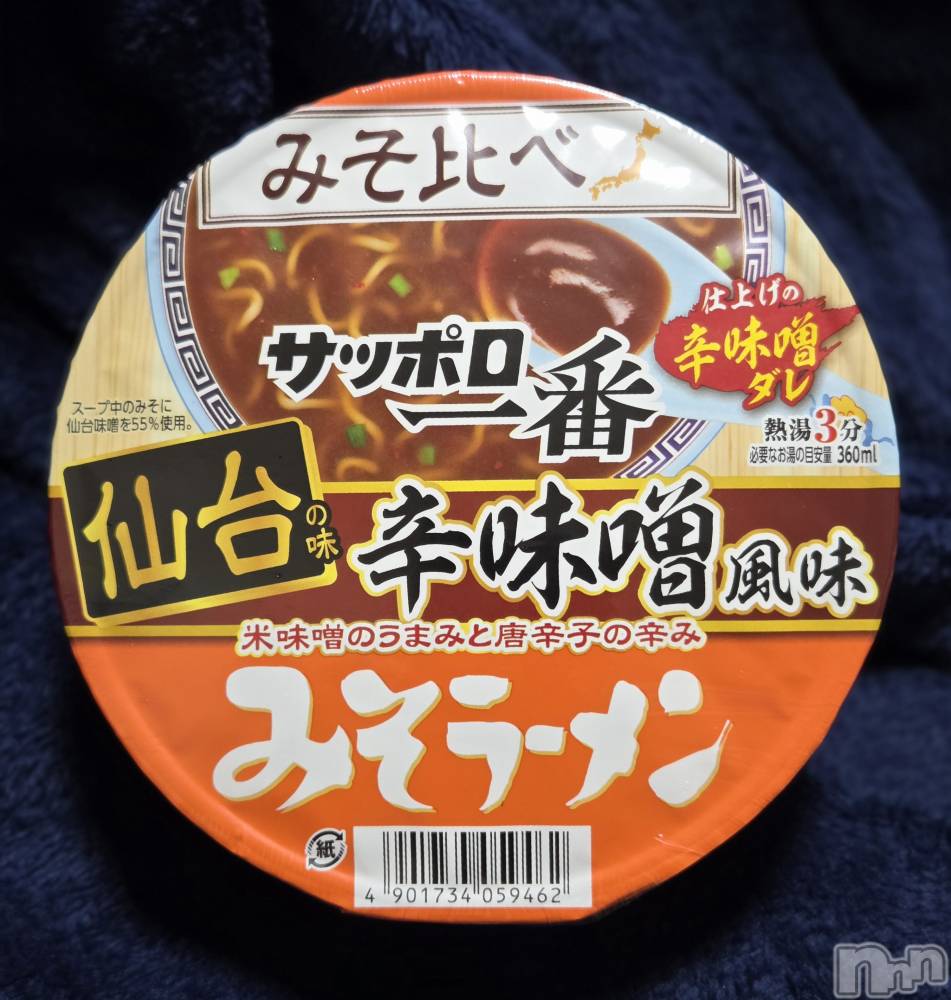 みそ比べ
仕上げの
辛味噌
ダレ
サッポロ
一番
熱湯3分
必要なお湯の目安量 360ml
スープ中のみそに
仙台味噌を55%使用。
仙台の味
辛味噌風味
米味噌のうまみと唐辛子の辛み
みそラーメン
紙
4 901734 059462
nnn